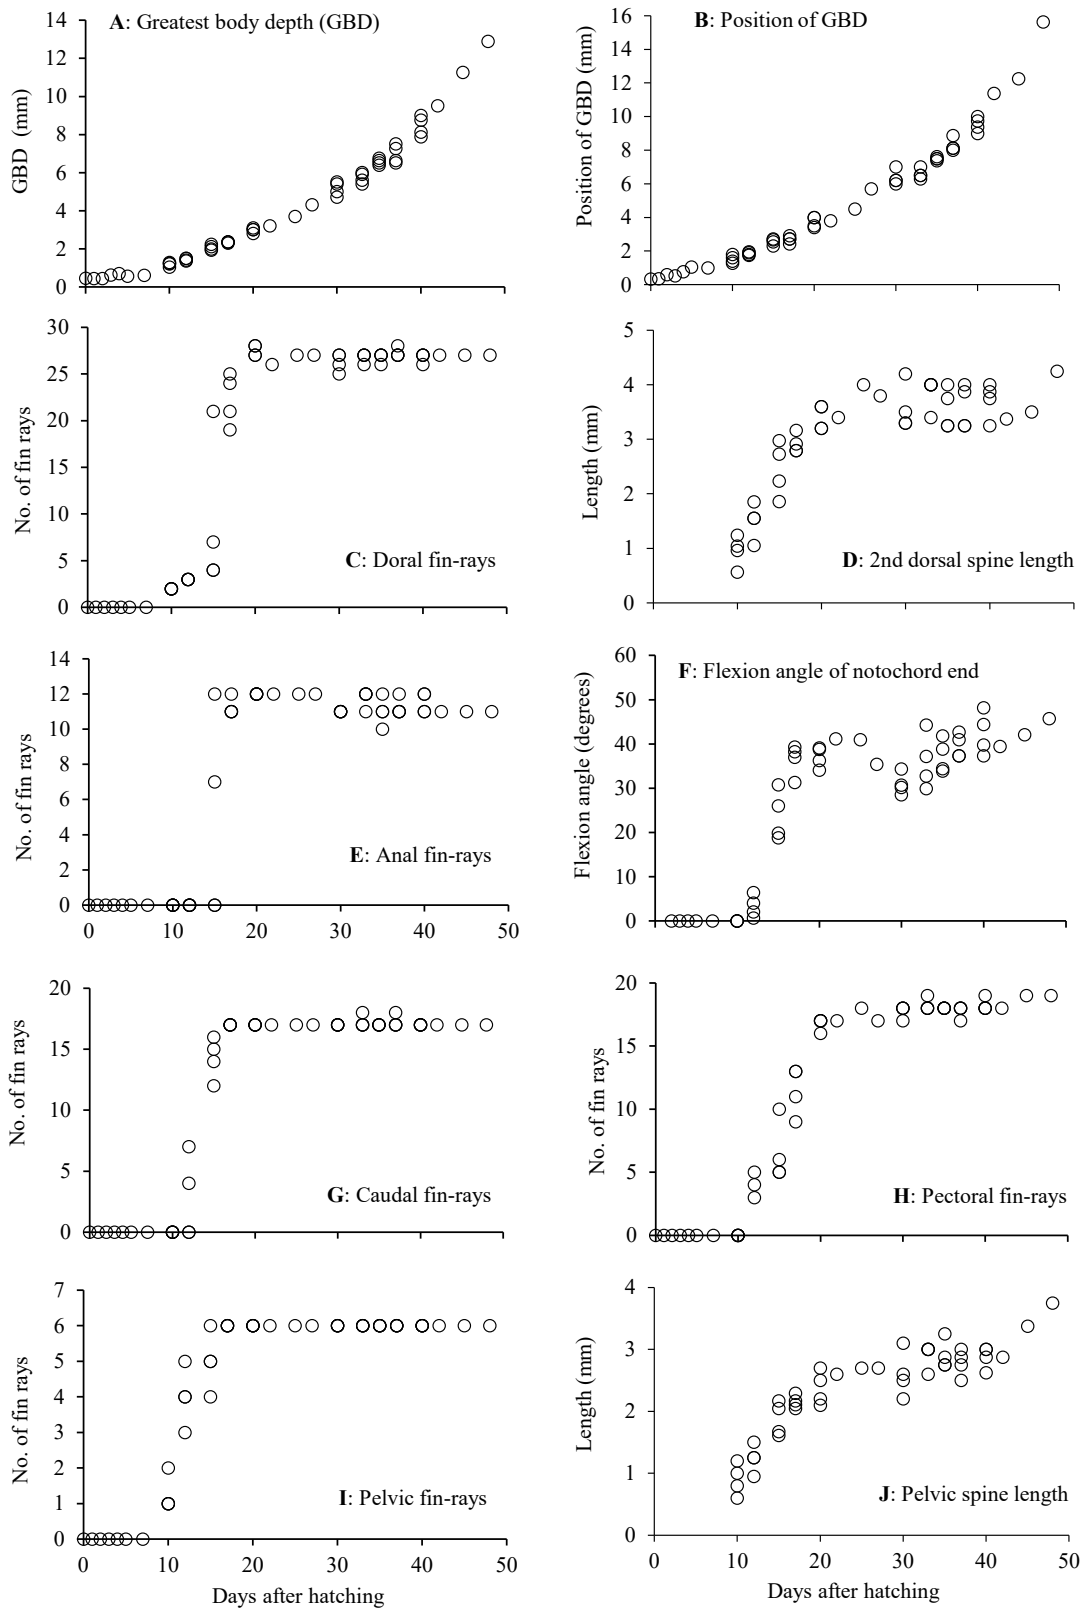 A: Greatest body depth (GBD)
GBD (mm)
14
12
10
8
6
4
2
0
B: Position of GBD
Position of GBD (mm)
16
14
12
10
8
6
4
2
0
C: Doral fin-rays
No. of fin rays
30
25
20
15
10
5
0
D: 2nd dorsal spine length
Length (mm)
5
4
3
2
1
0
E: Anal fin-rays
No. of fin rays
14
12
10
8
6
4
2
0
0 10 20 30 40 50
F: Flexion angle of notochord end
Flexion angle (degrees)
60
50
40
30
20
10
0
G: Caudal fin-rays
No. of fin rays
20
15
10
5
0
H: Pectoral fin-rays
No. of fin rays
20
15
10
5
0
I: Pelvic fin-rays
No. of fin rays
7
6
5
4
3
2
1
0
0 10 20 30 40 50
Days after hatching
J: Pelvic spine length
Length (mm)
4
3
2
1
0
0 10 20 30 40 50
Days after hatching